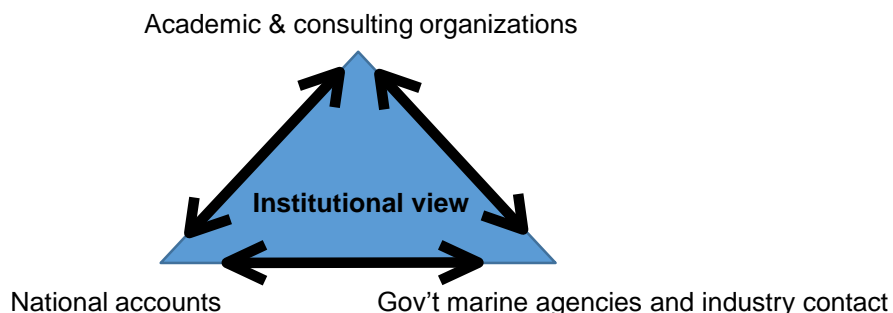 Academic & consulting organizations
Institutional view
National accounts
Gov't marine agencies and industry contact